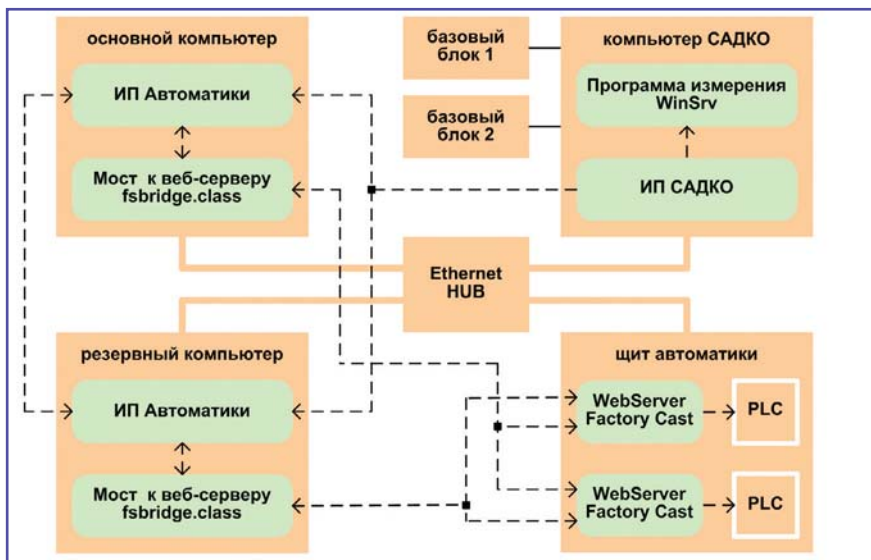 основной компьютер
ИП Автоматики
Мост к веб-серверу
fsbridge.class
базовый
блок 1
базовый
блок 2
компьютер САДКО
Программа измерения
WinSrv
ИП САДКО
Ethernet
HUB
резервный компьютер
ИП Автоматики
Мост к веб-серверу
fsbridge.class
щит автоматики
WebServer
Factory Cast
PLC
WebServer
Factory Cast
PLC